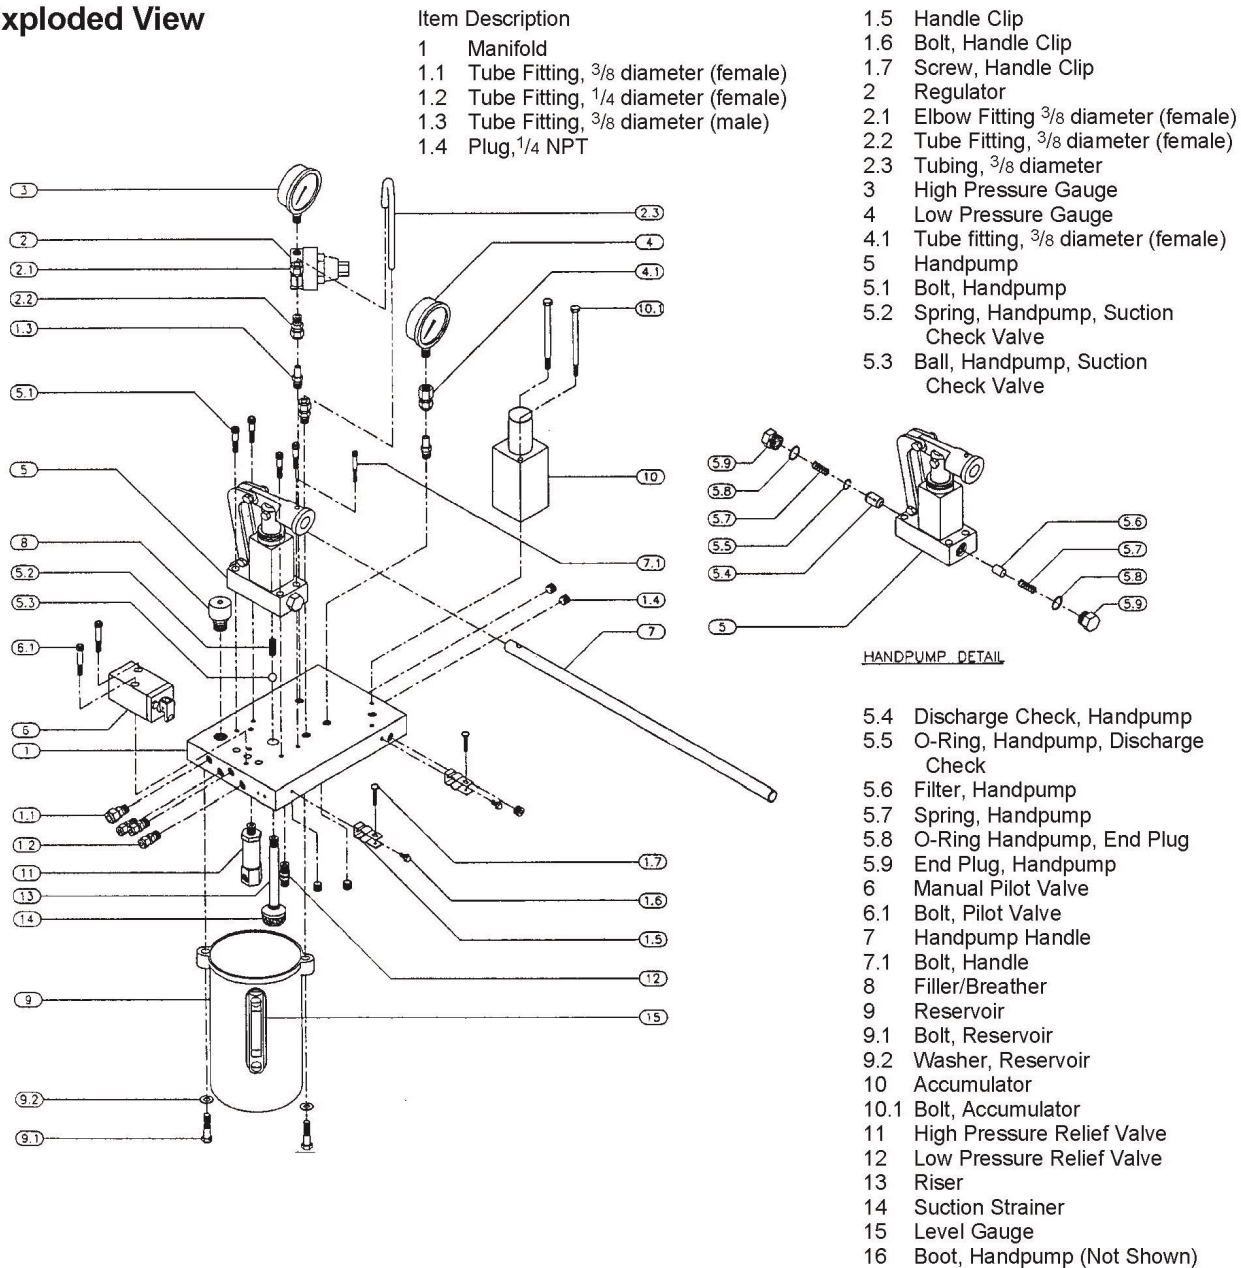 xploded View
Item Description
1 Manifold
1.1 Tube Fitting, 3/8 diameter (female)
1.2 Tube Fitting, 1/4 diameter (female)
1.3 Tube Fitting, 3/8 diameter (male)
1.4 Plug,1/4 NPT
1.5 Handle Clip
1.6 Bolt, Handle Clip
1.7 Screw, Handle Clip
2 Regulator
2.1 Elbow Fitting 3/8 diameter (female)
2.2 Tube Fitting, 3/8 diameter (female)
2.3 Tubing, 3/8 diameter
3 High Pressure Gauge
4 Low Pressure Gauge
4.1 Tube fitting, 3/8 diameter (female)
5 Handpump
5.1 Bolt, Handpump
5.2 Spring, Handpump, Suction
Check Valve
5.3 Ball, Handpump, Suction
Check Valve
3
2
2.1
2.2
1.3
5.1
5
8
5.2
5.3
6.1
6
1
1.1
1.2
11
13
14
9
9.2
9.1
2.3
4
4.1
10.1
10
7.1
1.4
7
1.7
1.6
1.5
12
15
5.9
5.8
5.7
5.5
5.4
5
5.6
5.7
5.8
5.9
HANDPUMP DETAIL
5.4 Discharge Check, Handpump
5.5 O-Ring, Handpump, Discharge
Check
5.6 Filter, Handpump
5.7 Spring, Handpump
5.8 O-Ring Handpump, End Plug
5.9 End Plug, Handpump
6 Manual Pilot Valve
6.1 Bolt, Pilot Valve
7 Handpump Handle
7.1 Bolt, Handle
8 Filler/Breather
9 Reservoir
9.1 Bolt, Reservoir
9.2 Washer, Reservoir
10 Accumulator
10.1 Bolt, Accumulator
11 High Pressure Relief Valve
12 Low Pressure Relief Valve
13 Riser
14 Suction Strainer
15 Level Gauge
16 Boot, Handpump (Not Shown)